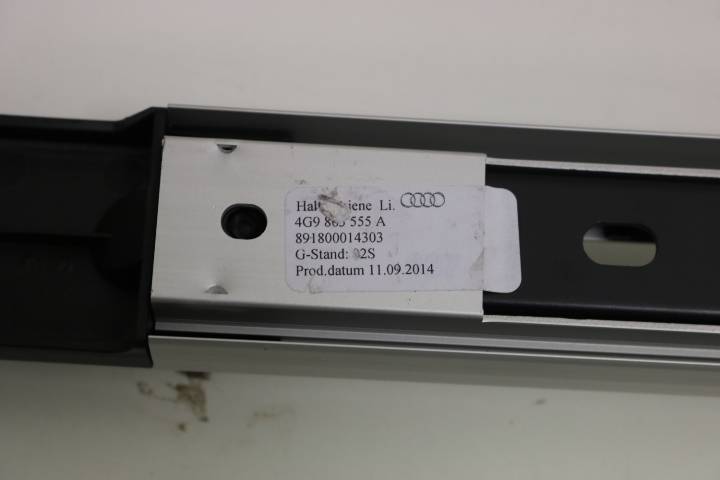 Li.
4G9 555 A
891800014303
G-Stand:
Prod.datum 11.09.2014